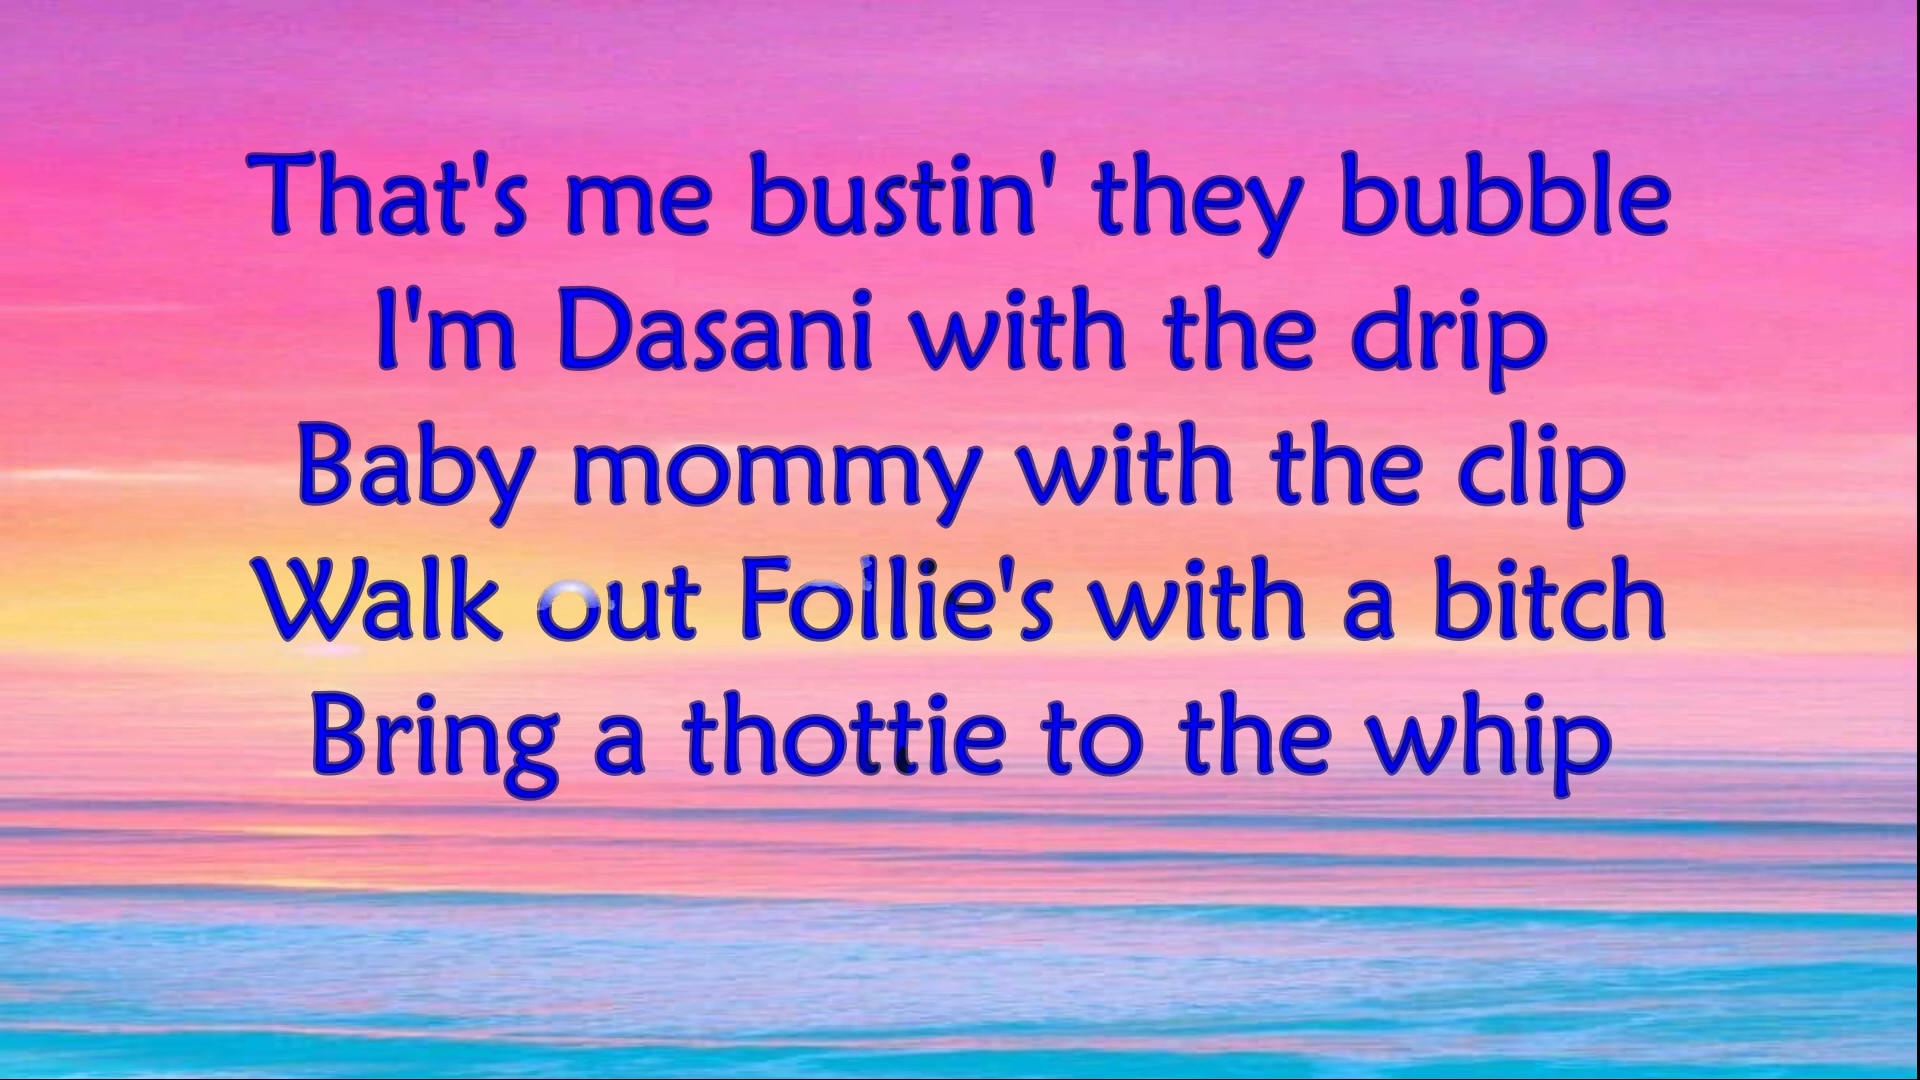 That's me bustin' they bubble
I'm Dasani with the drip
Baby mommy with the clip
Walk out Follie's with a bitch
Bring a thottie to the whip